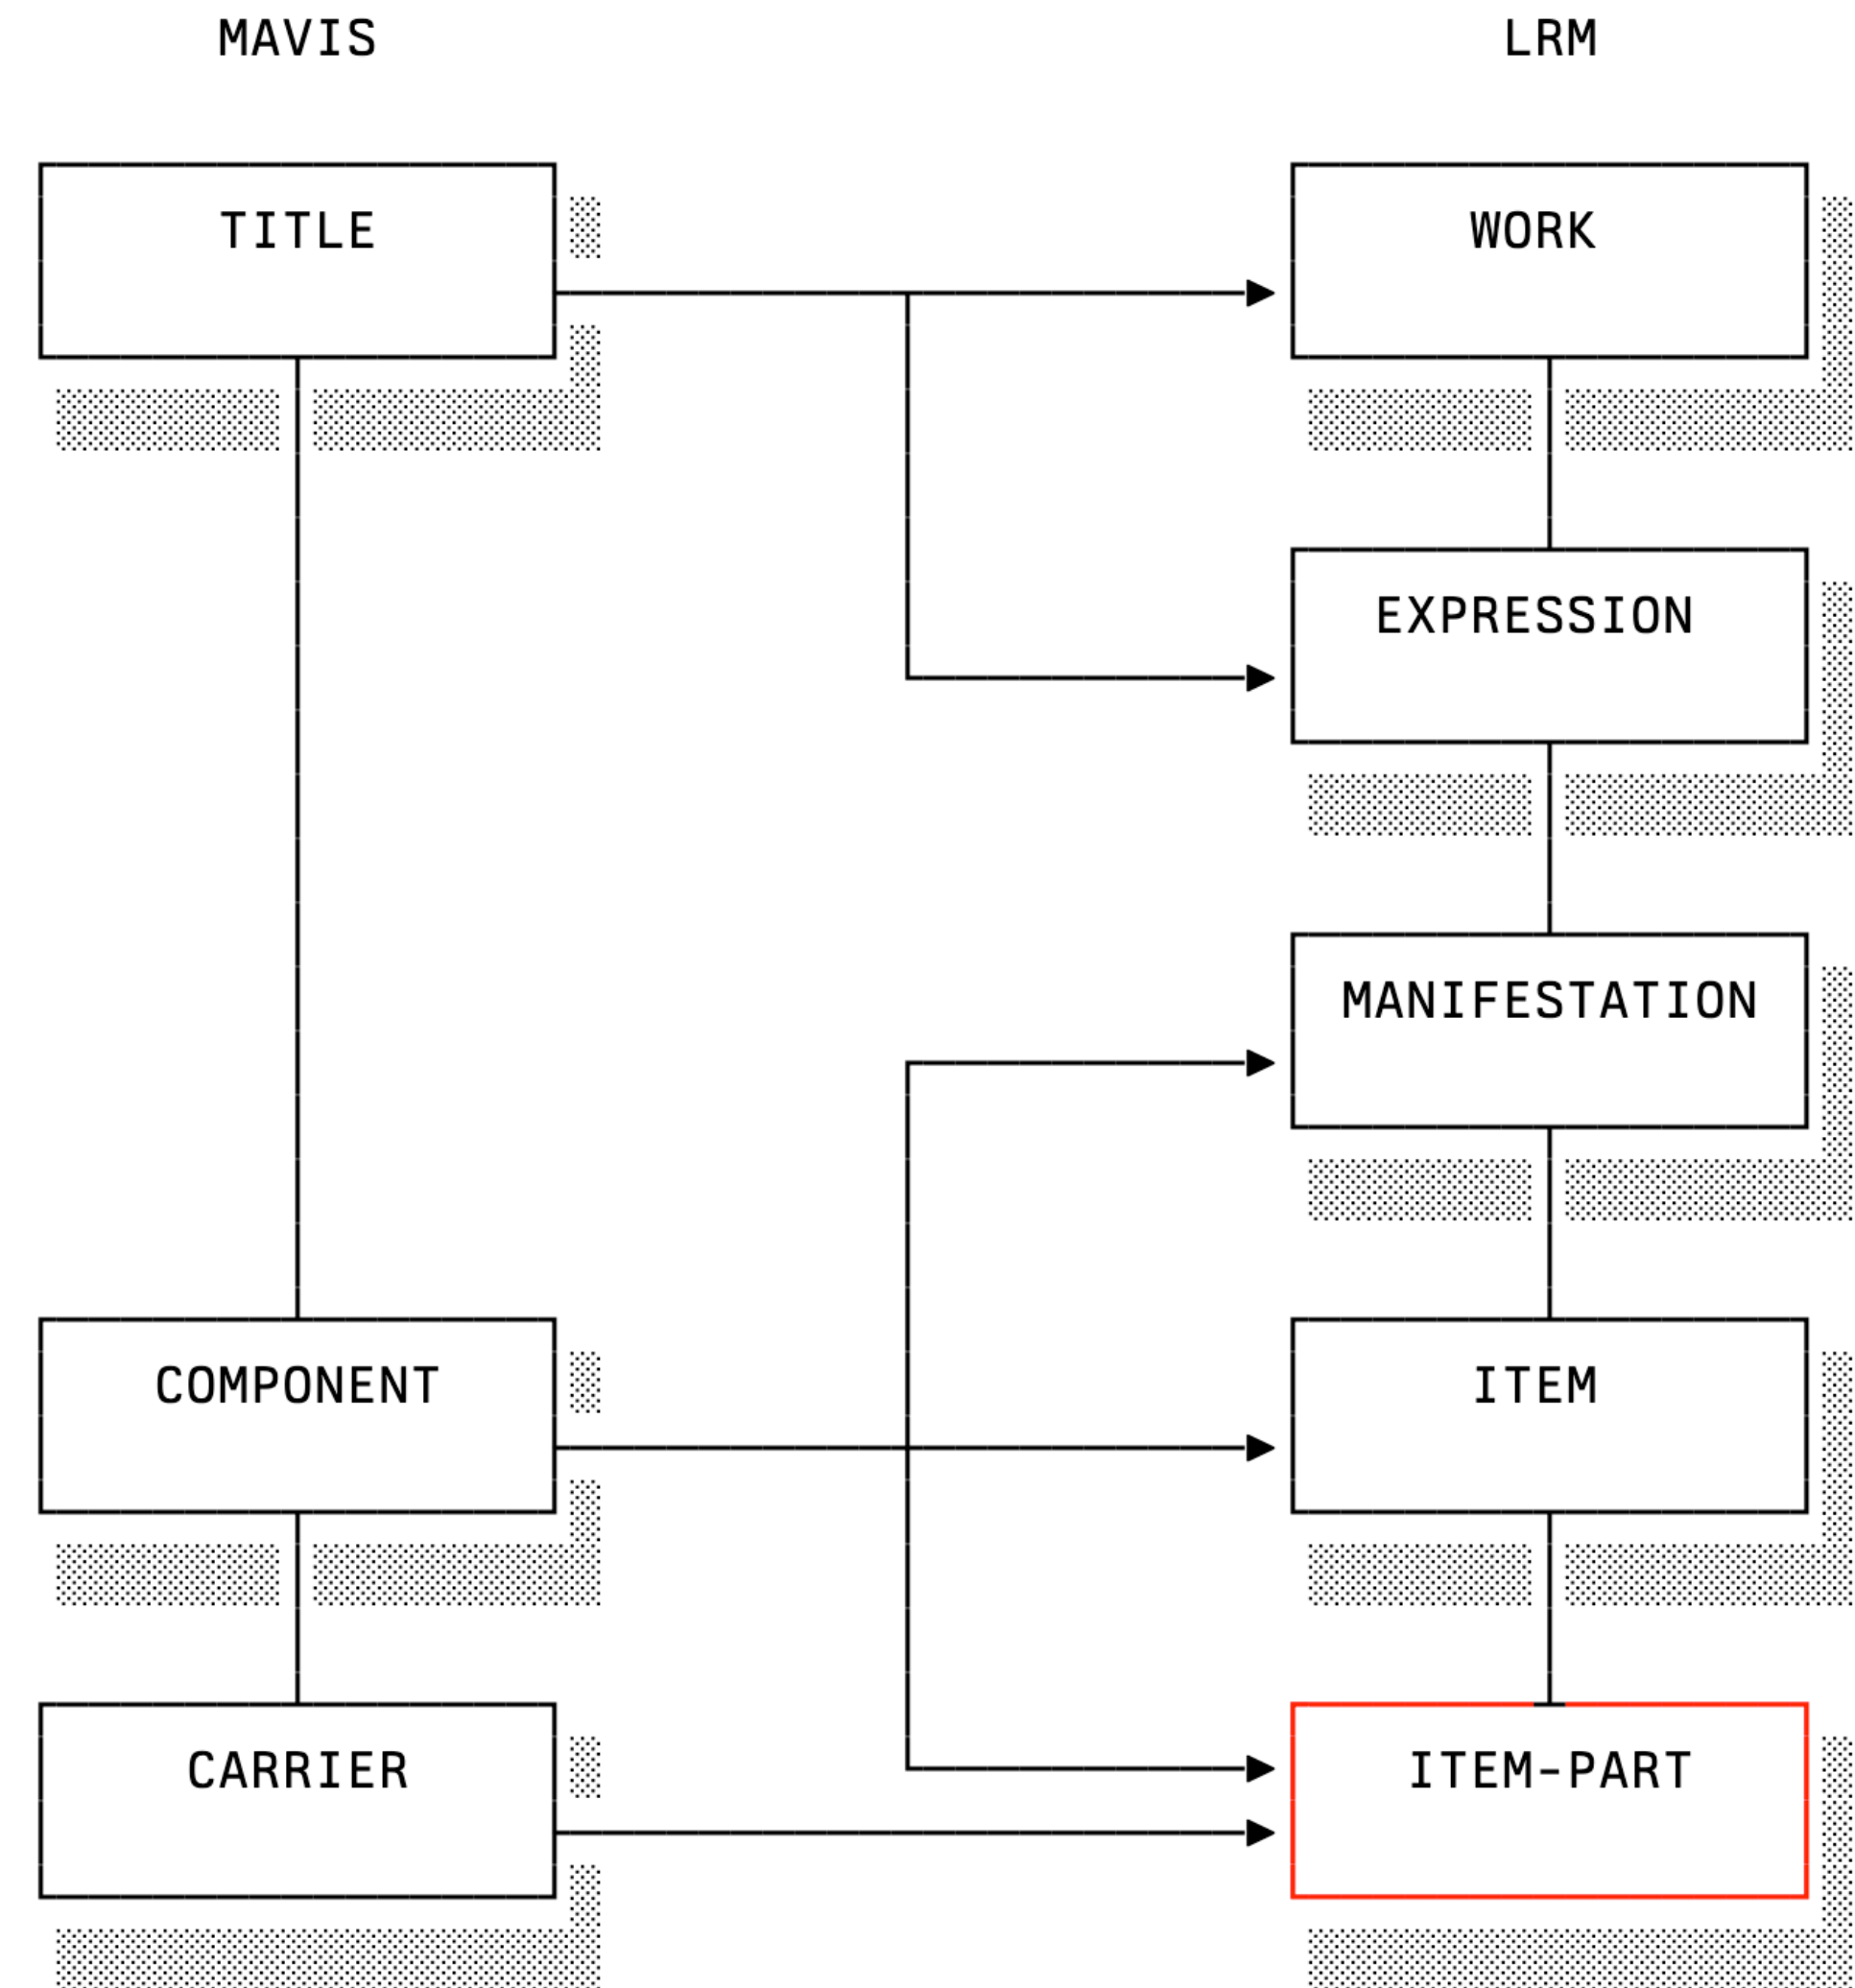 MAVIS
LRM
TITLE
WORK
EXPRESSION
MANIFESTATION
COMPONENT
ITEM
CARRIER
ITEM-PART